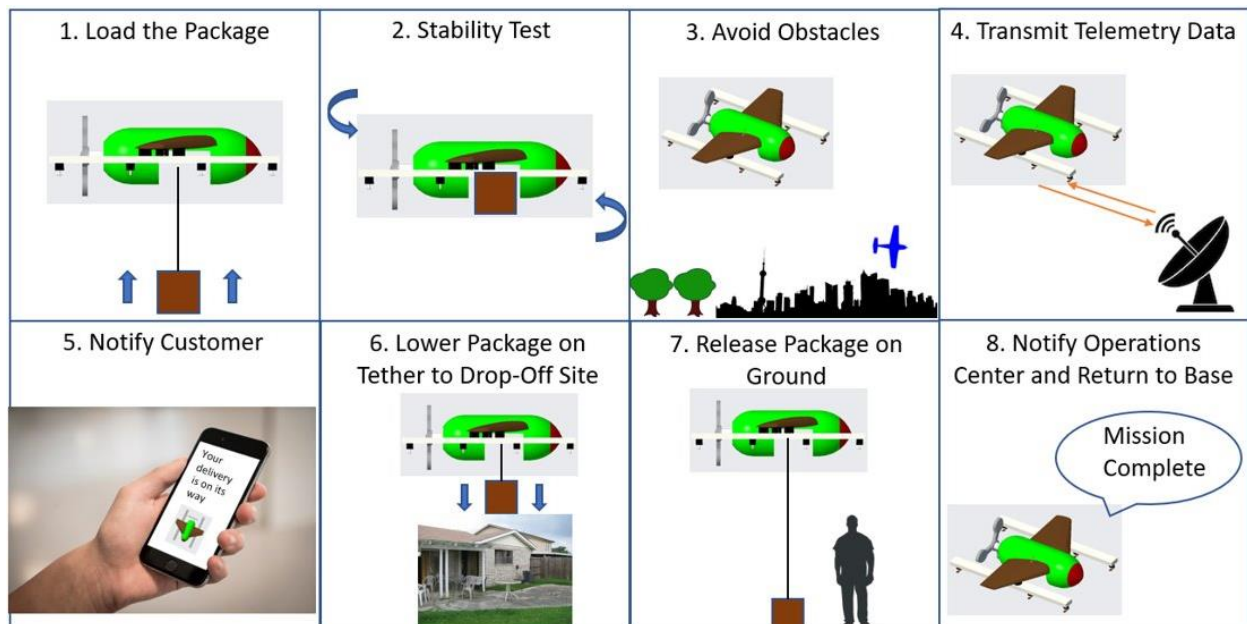 1. Load the Package
2. Stability Test
3. Avoid Obstacles
4. Transmit Telemetry Data
5. Notify Customer
Your
delivery
is on its
way
6. Lower Package on
Tether to Drop-Off Site
7. Release Package on
Ground
8. Notify Operations
Center and Return to Base
Mission
Complete